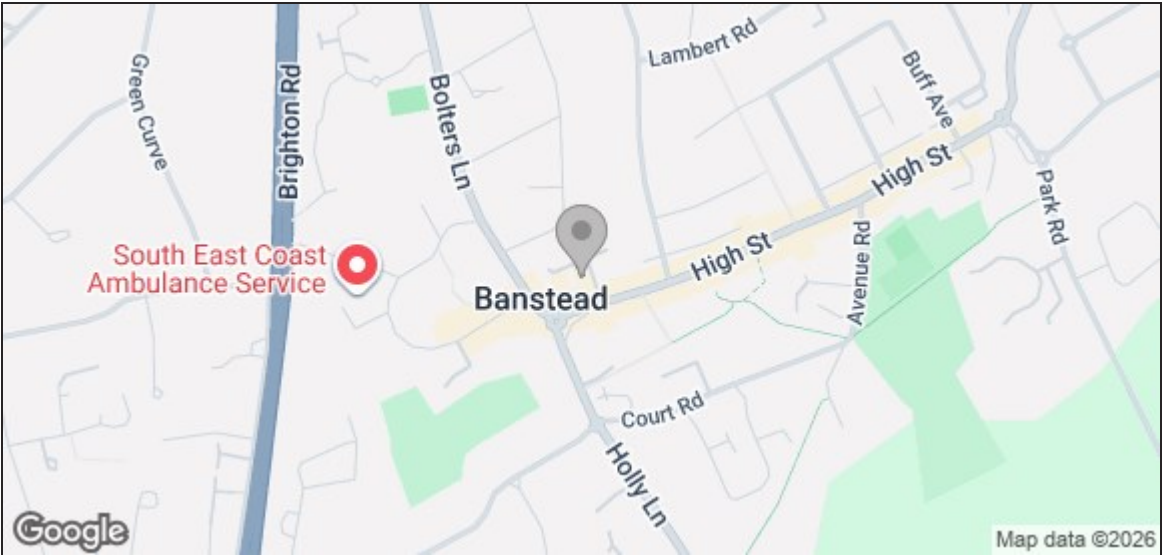 Lambert Rd
Green Curve
Brighton Rd
Bolters Ln
Buff Ave
High St
Park Rd
South East Coast
Ambulance Service
High St
Avenue Rd
Banstead
Court Rd
Holly Ln
Google
Map data ©2026